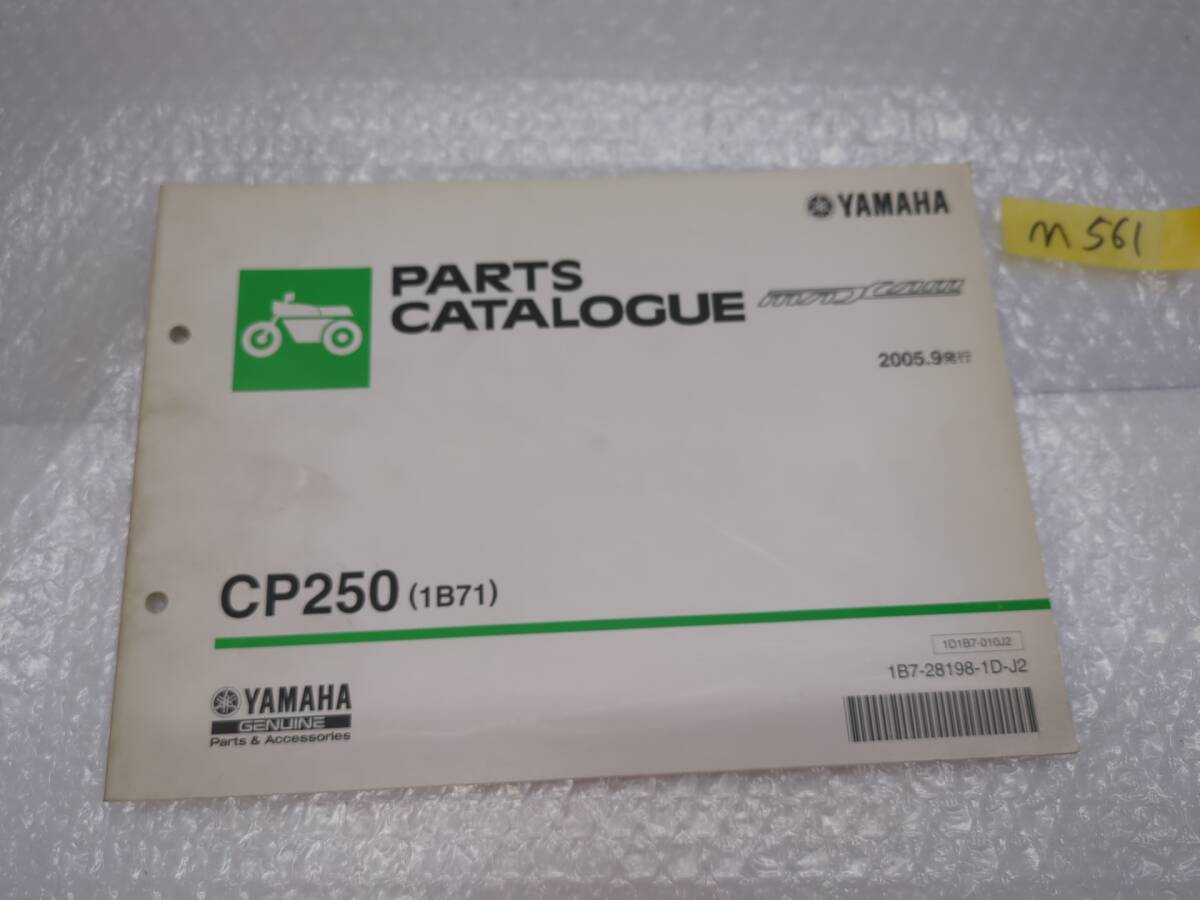 YAMAHA
m561
PARTS
CATALOGUE
MAXAM
2005.9発行
CP250 (1B71)
1D1B7-010J2
1B7-28198-1D-J2
YAMAHA
GENUINE
Parts & Accessories